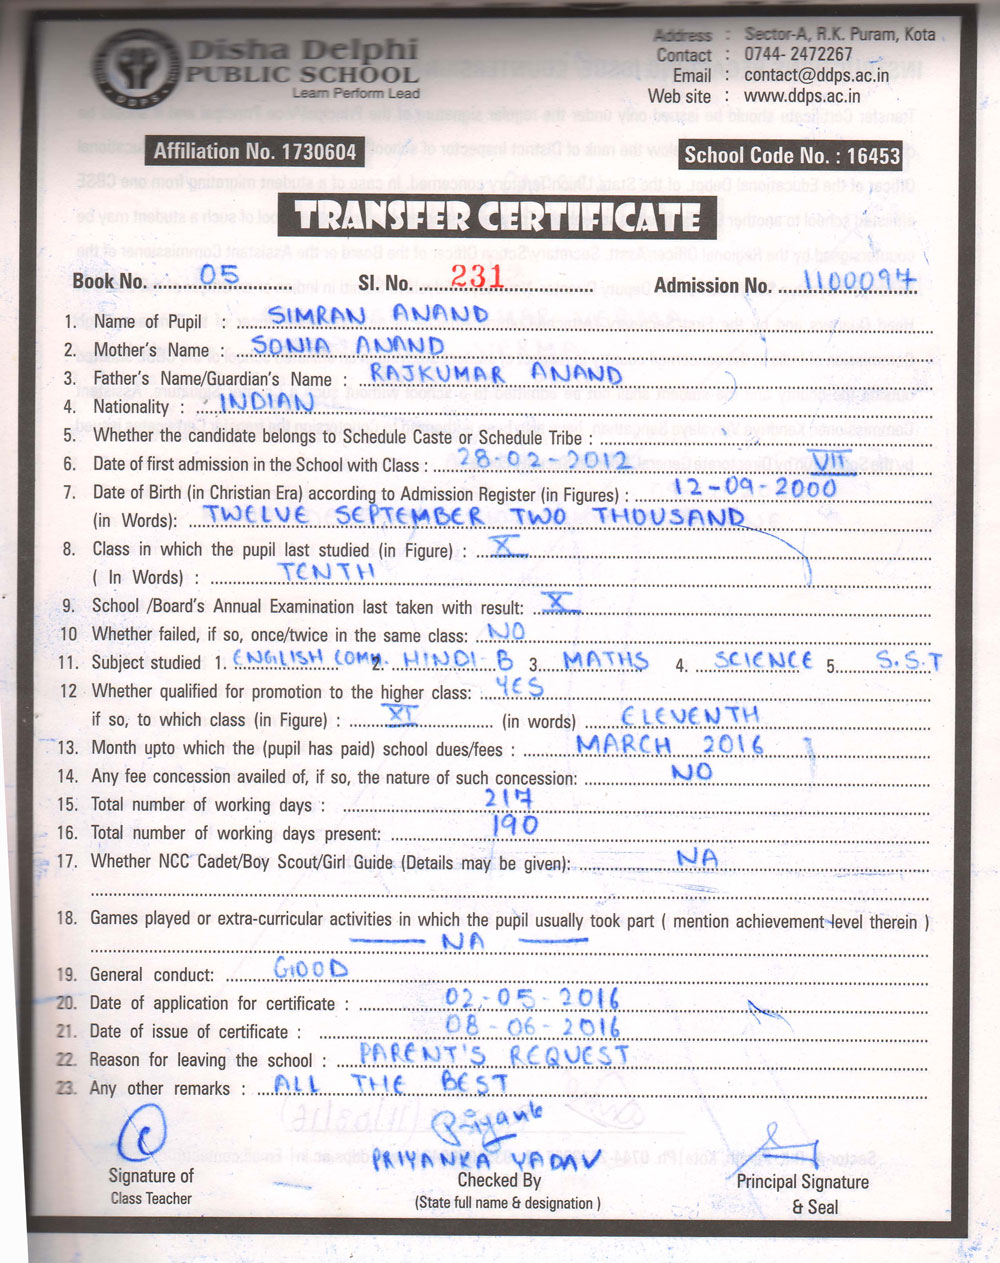 Disha Delphi
PUBLIC SCHOOL
Learn Perform Lead
DDPS
Address : Sector-A, R.K. Puram, Kota
Contact : 0744- 2472267
Email : contact@ddps.ac.in
Web site : www.ddps.ac.in
Affiliation No. 1730604
School Code No. : 16453
TRANSFER CERTIFICATE
Book No. 05 Sl. No. 231 Admission No. 1100097
1. Name of Pupil : SIMRAN ANAND
2. Mother's Name : SONIA ANAND
3. Father's Name/Guardian's Name : RAJKUMAR ANAND
4. Nationality : INDIAN
5. Whether the candidate belongs to Schedule Caste or Schedule Tribe :
6. Date of first admission in the School with Class : 28-02-2012 VII
7. Date of Birth (in Christian Era) according to Admission Register (in Figures) : 12-09-2000
(in Words): TWELVE SEPTEMBER TWO THOUSAND
8. Class in which the pupil last studied (in Figure) : X
( In Words) : TENTH
9. School /Board's Annual Examination last taken with result: X
10 Whether failed, if so, once/twice in the same class: NO
11. Subject studied 1. ENGLISH COMM. 2. HINDI-B 3. MATHS 4. SCIENCE 5. S.S.T
12 Whether qualified for promotion to the higher class: YES
if so, to which class (in Figure) : XI (in words) ELEVENTH
13. Month upto which the (pupil has paid) school dues/fees : MARCH 2016
14. Any fee concession availed of, if so, the nature of such concession: NO
15. Total number of working days : 217
16. Total number of working days present: 190
17. Whether NCC Cadet/Boy Scout/Girl Guide (Details may be given): NA
18. Games played or extra-curricular activities in which the pupil usually took part ( mention achievement level therein )
NA
19. General conduct: GOOD
20. Date of application for certificate : 02-05-2016
21. Date of issue of certificate : 08-06-2016
22. Reason for leaving the school : PARENT'S REQUEST
23. Any other remarks : ALL THE BEST
Priyanka
PRIYANKA YADAV
Signature of
Class Teacher
Checked By
(State full name & designation )
Principal Signature
& Seal